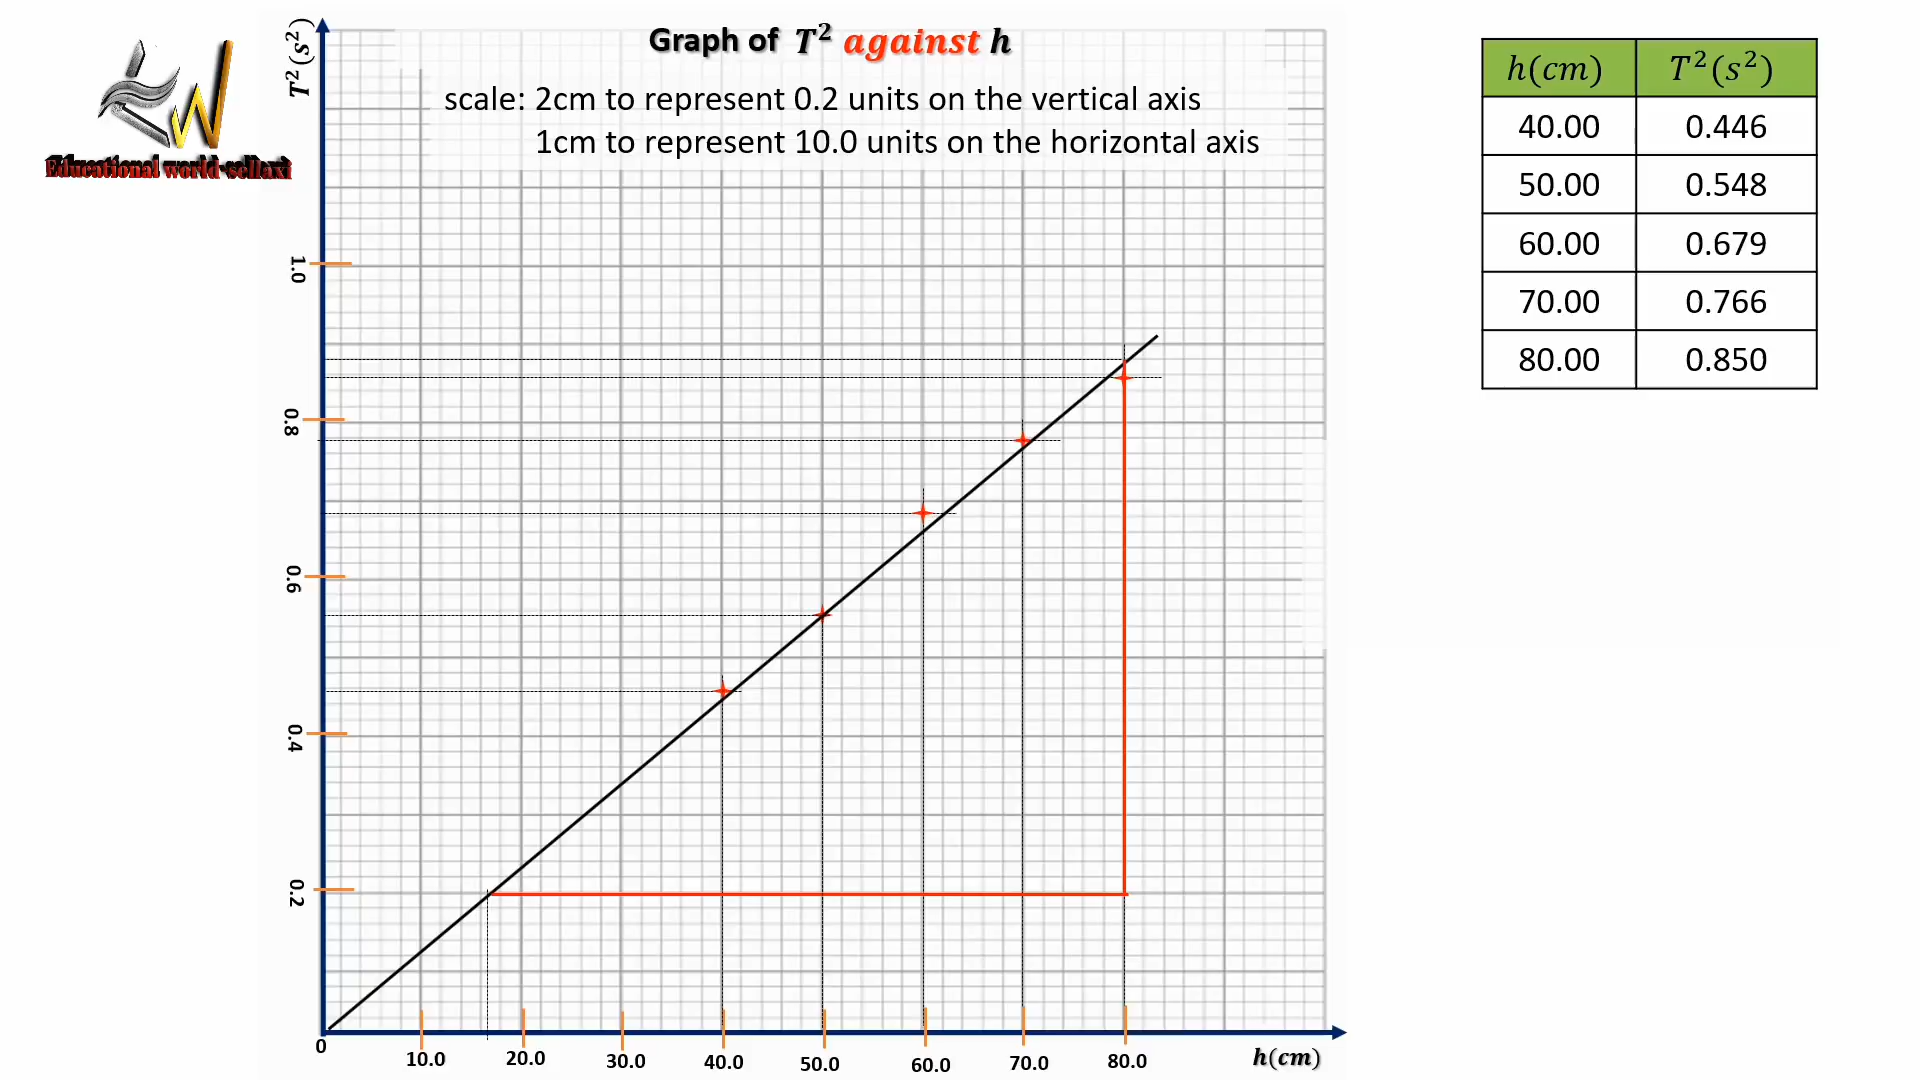 Educational world-sellaxi
Graph of T² against h
scale: 2cm to represent 0.2 units on the vertical axis
1cm to represent 10.0 units on the horizontal axis
T²(s²)
1.0
0.8
0.6
0.4
0.2
0
10.0
20.0
30.0
40.0
50.0
60.0
70.0
80.0
h(cm)
h(cm) T²(s²)
40.00 0.446
50.00 0.548
60.00 0.679
70.00 0.766
80.00 0.850